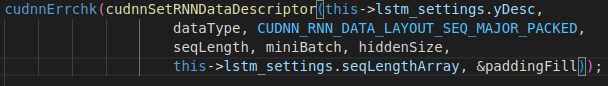 cudnnErrchk(cudnnSetRNNDataDescriptor(this->lstm_settings.yDesc,
dataType, CUDNN_RNN_DATA_LAYOUT_SEQ_MAJOR_PACKED,
seqLength, miniBatch, hiddenSize,
this->lstm_settings.seqLengthArray, &paddingFill));